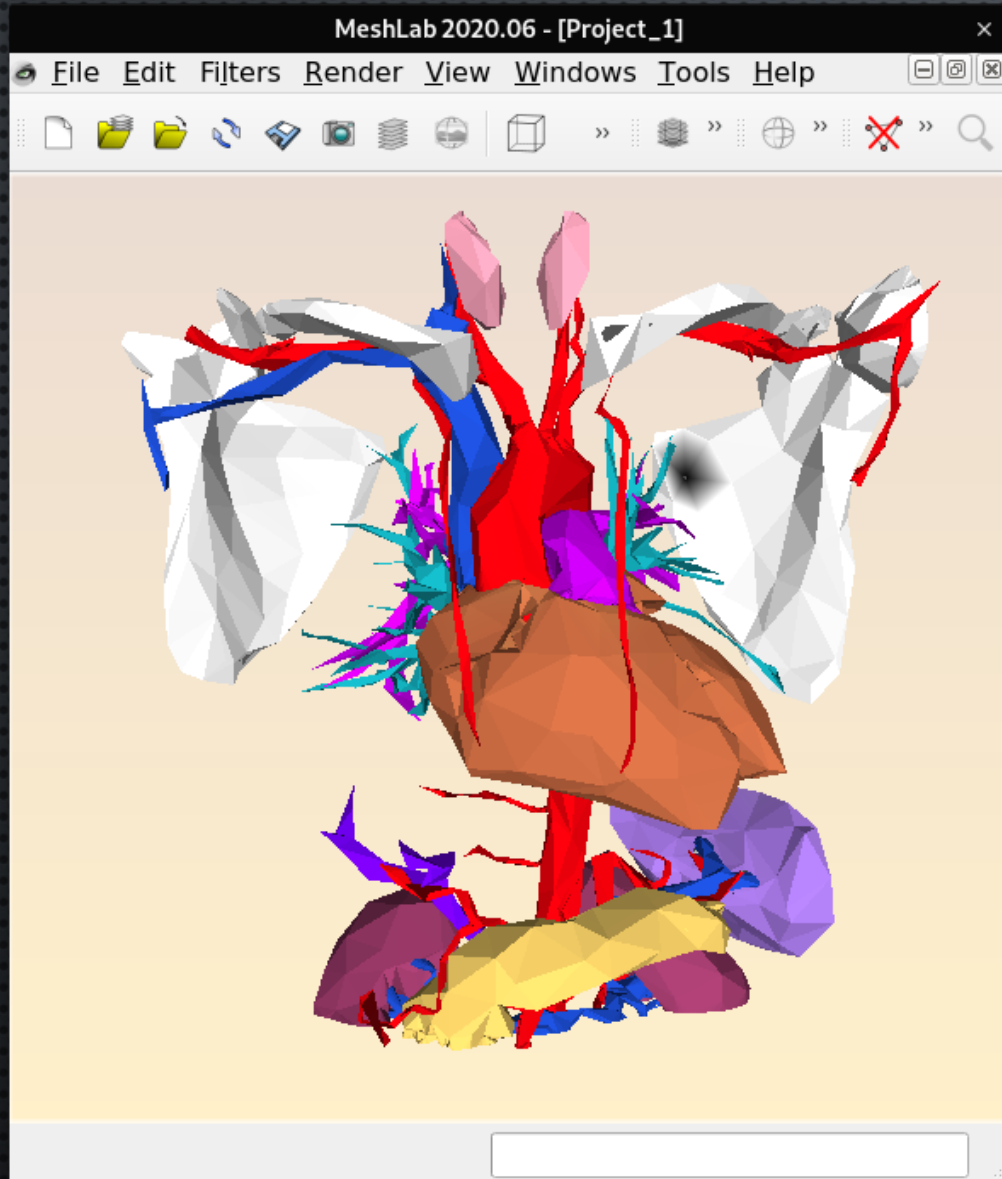 MeshLab 2020.06 - [Project_1]
File Edit Filters Render View Windows Tools Help